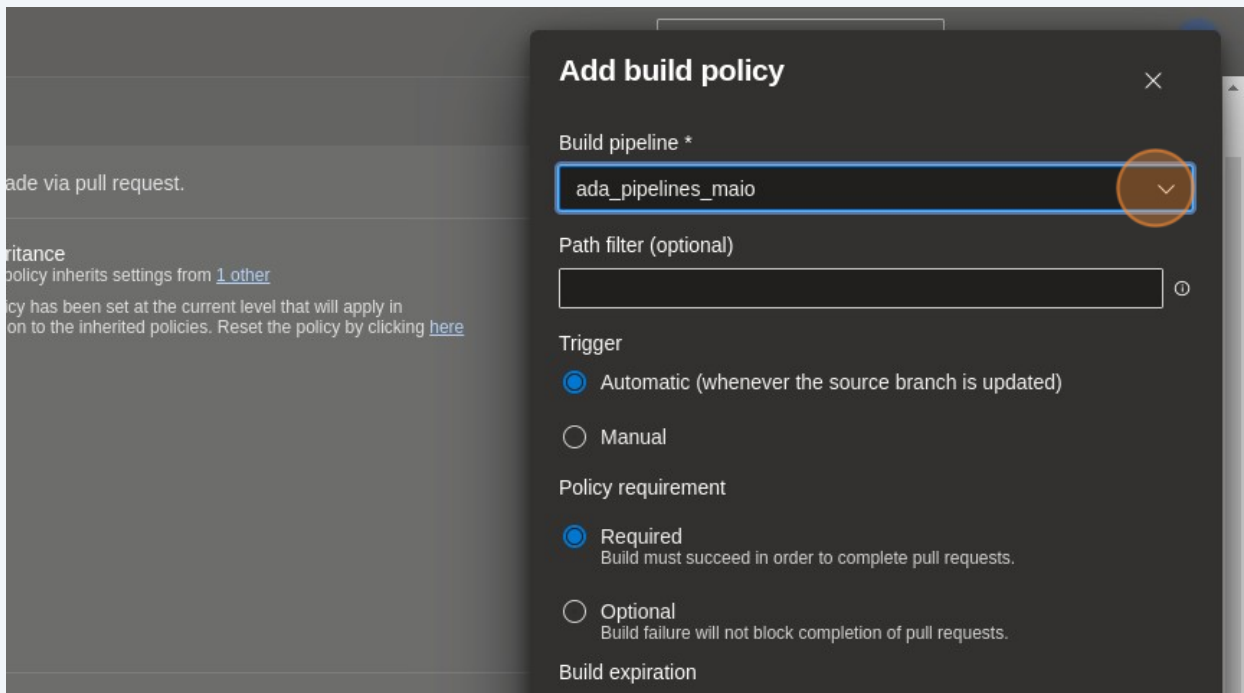 Add build policy
Build pipeline *
ade via pull request.
ada_pipelines_maio
ritance
policy inherits settings from 1 other
icy has been set at the current level that will apply in
on to the inherited policies. Reset the policy by clicking here
Path filter (optional)
Trigger
Automatic (whenever the source branch is updated)
Manual
Policy requirement
Required
Build must succeed in order to complete pull requests.
Optional
Build failure will not block completion of pull requests.
Build expiration